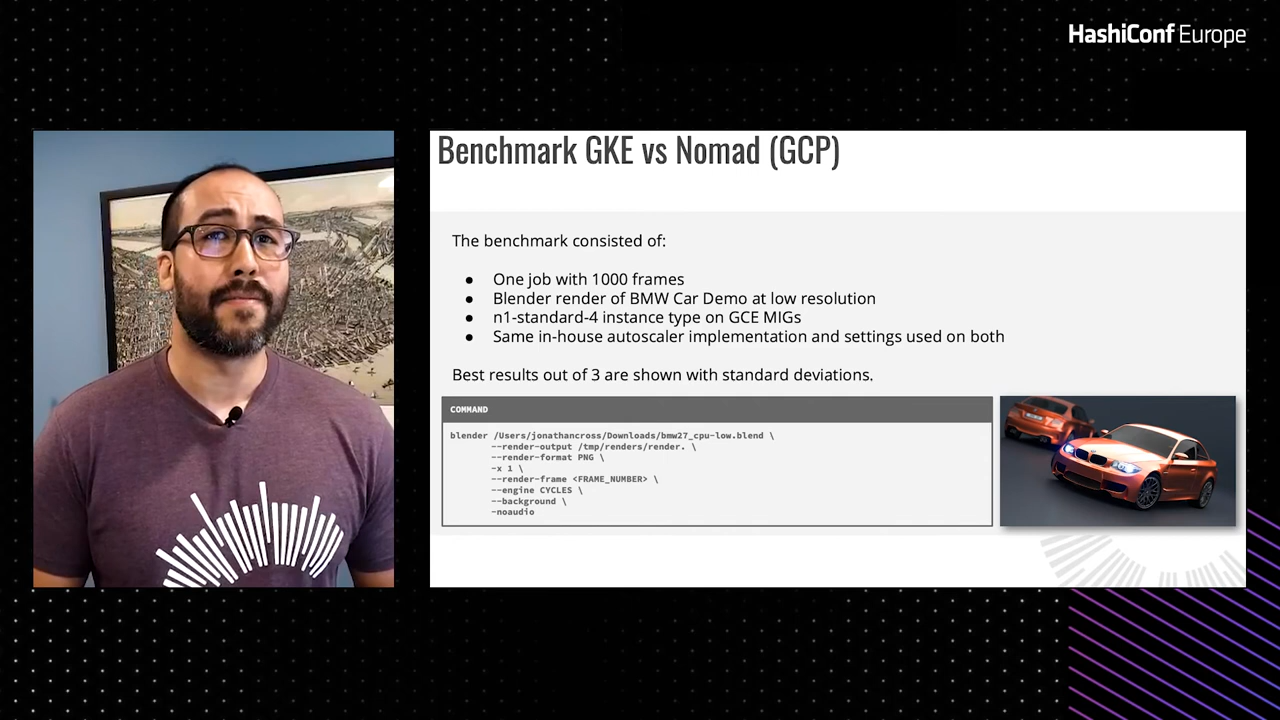 HashiConf Europe
Benchmark GKE vs Nomad (GCP)
The benchmark consisted of:
● One job with 1000 frames
● Blender render of BMW Car Demo at low resolution
● n1-standard-4 instance type on GCE MIGs
● Same in-house autoscaler implementation and settings used on both
Best results out of 3 are shown with standard deviations.
COMMAND
blender /Users/jonathancross/Downloads/bmw27_cpu-low.blend \
--render-output /tmp/renders/render. \
--render-format PNG \
-x 1 \
--render-frame <FRAME_NUMBER> \
--engine CYCLES \
--background \
-noaudio